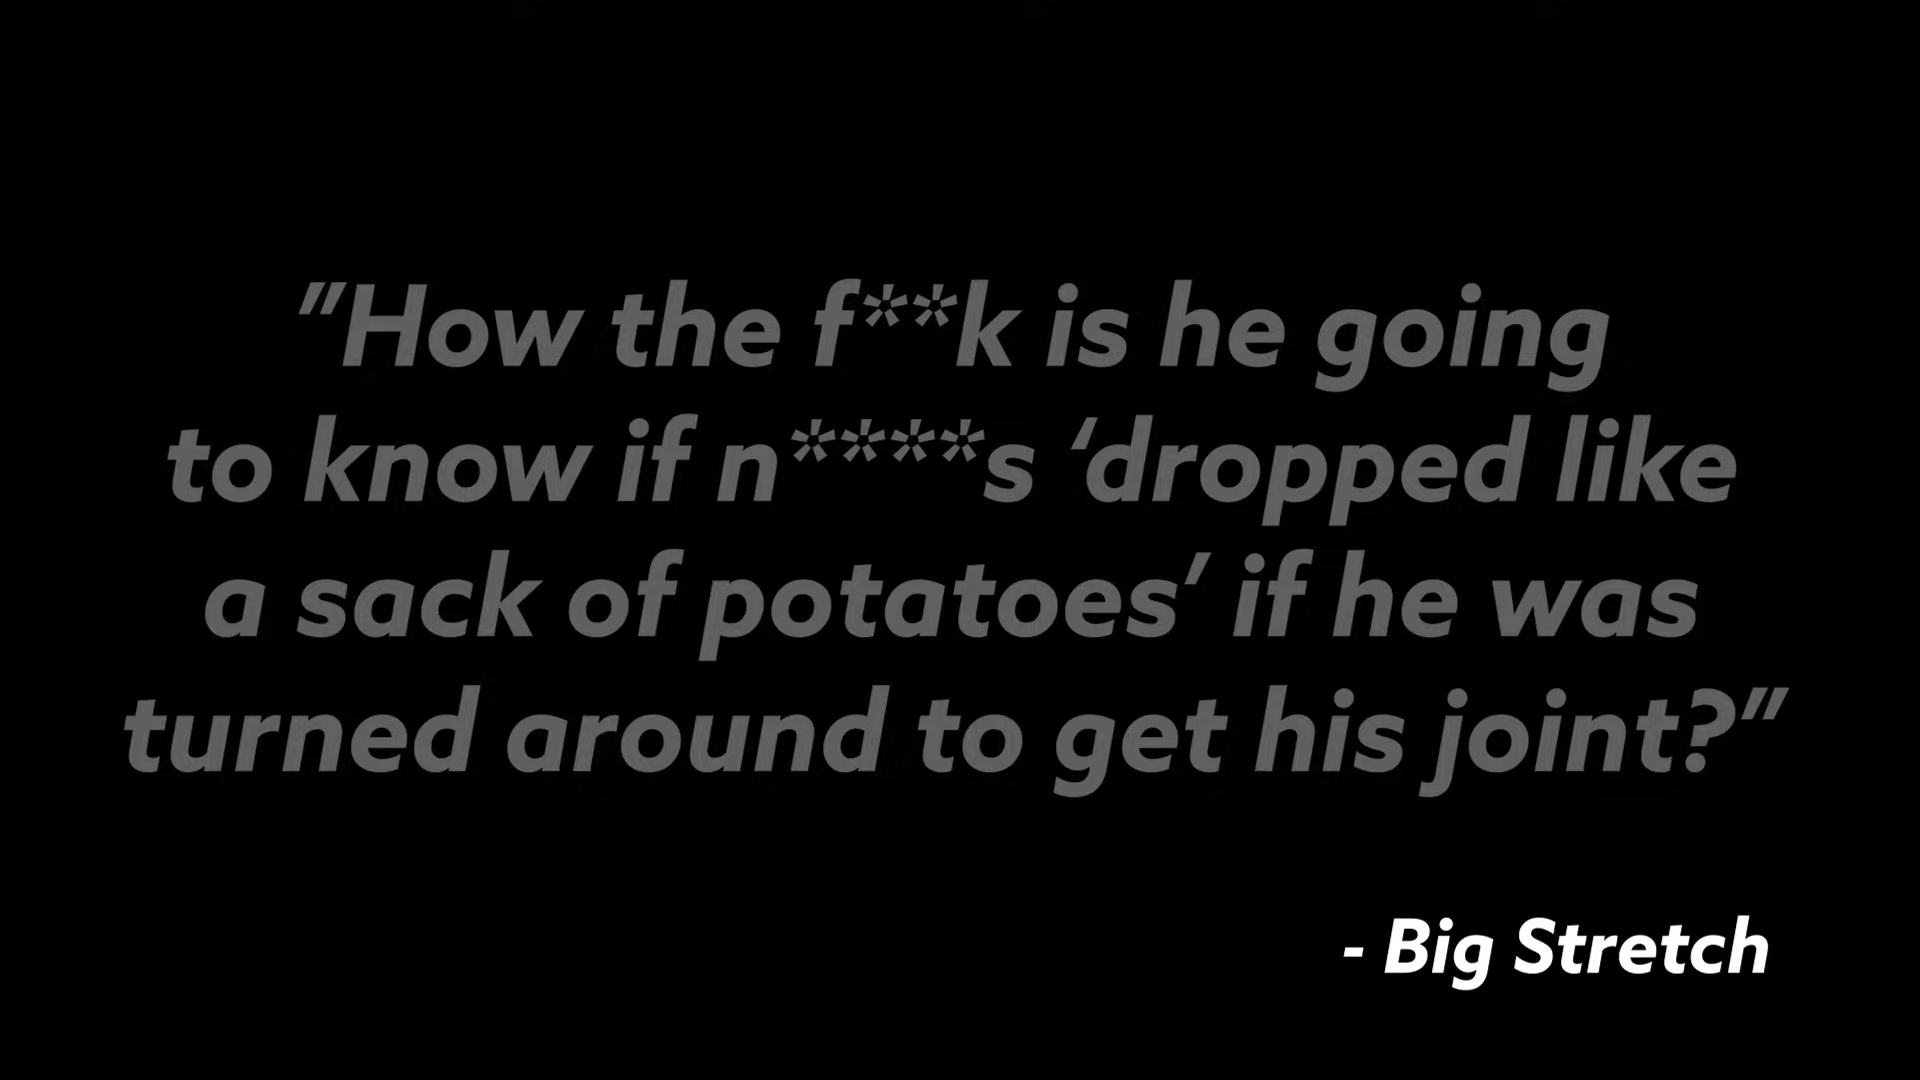 "How the f**k is he going
to know if n****s ‘dropped like
a sack of potatoes’ if he was
turned around to get his joint?"
- Big Stretch